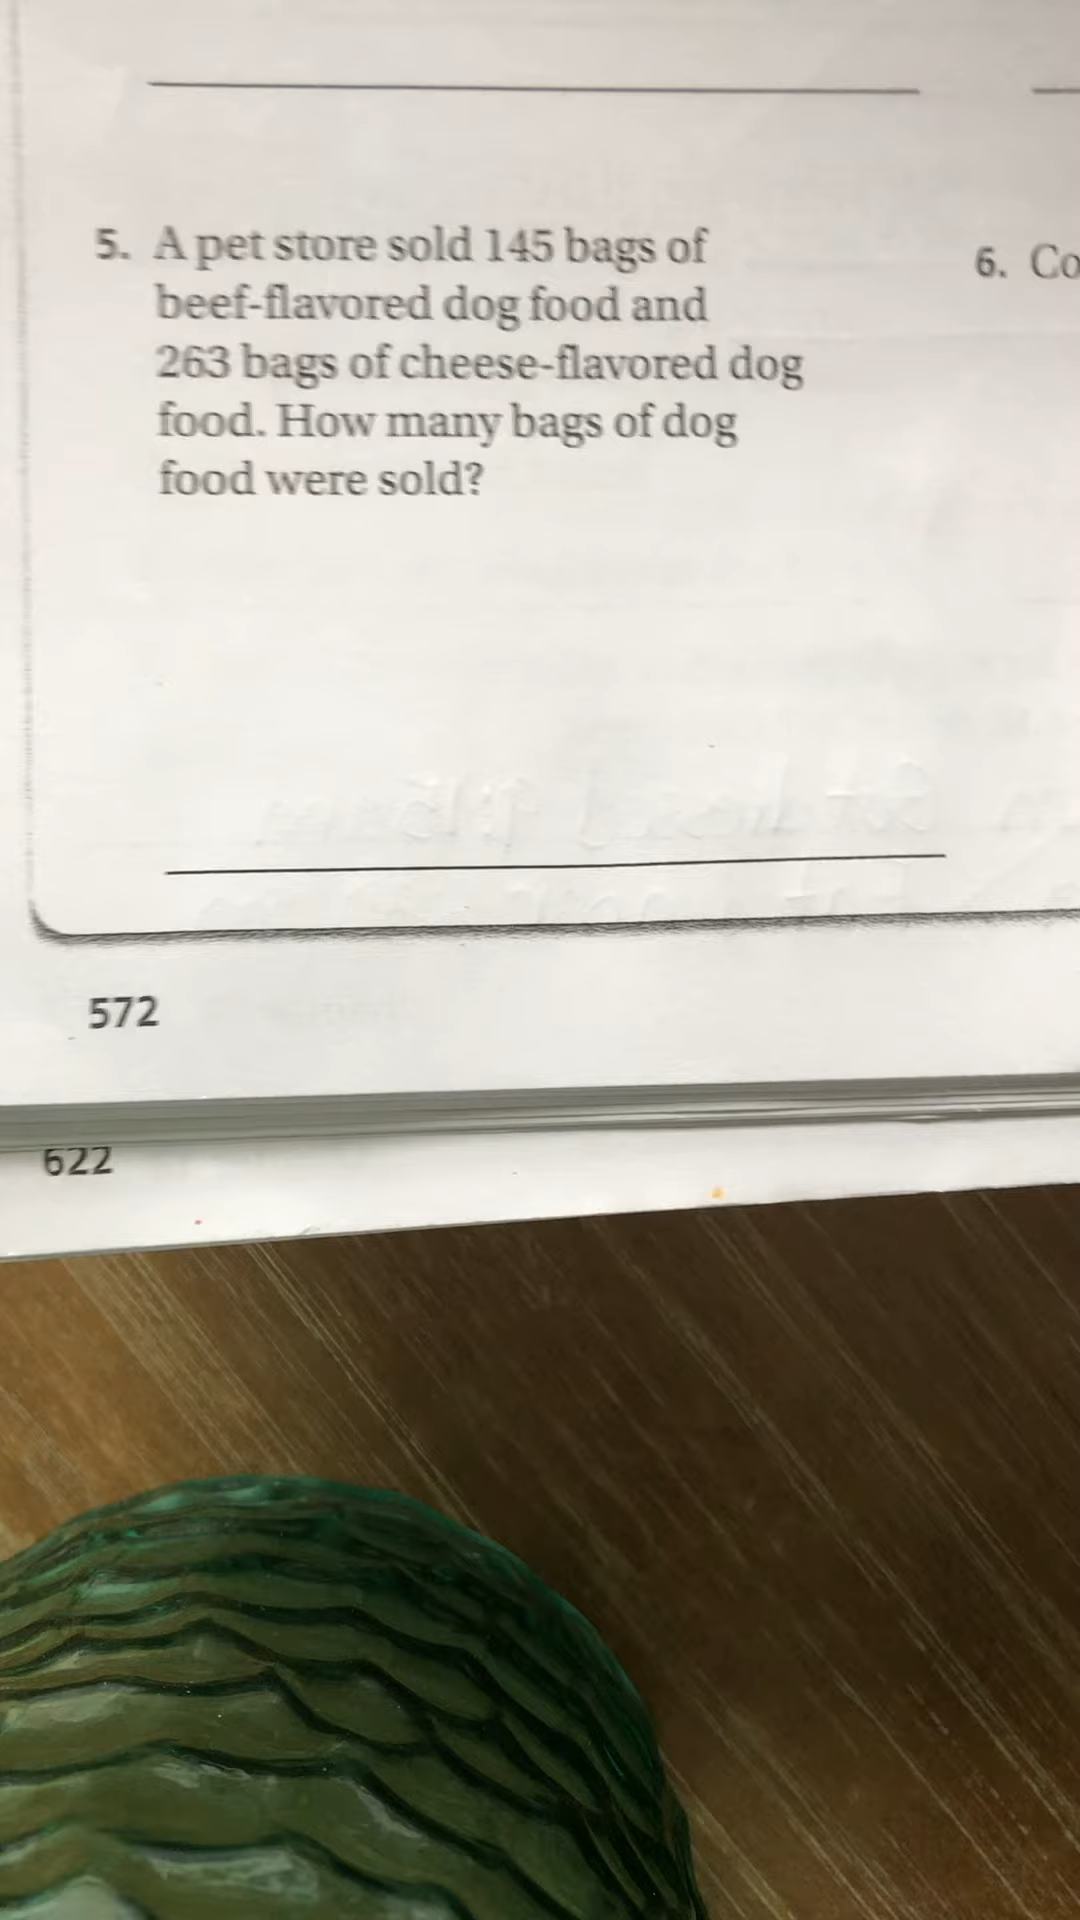 5. A pet store sold 145 bags of
beef-flavored dog food and
263 bags of cheese-flavored dog
food. How many bags of dog
food were sold?
6. Co
572
622